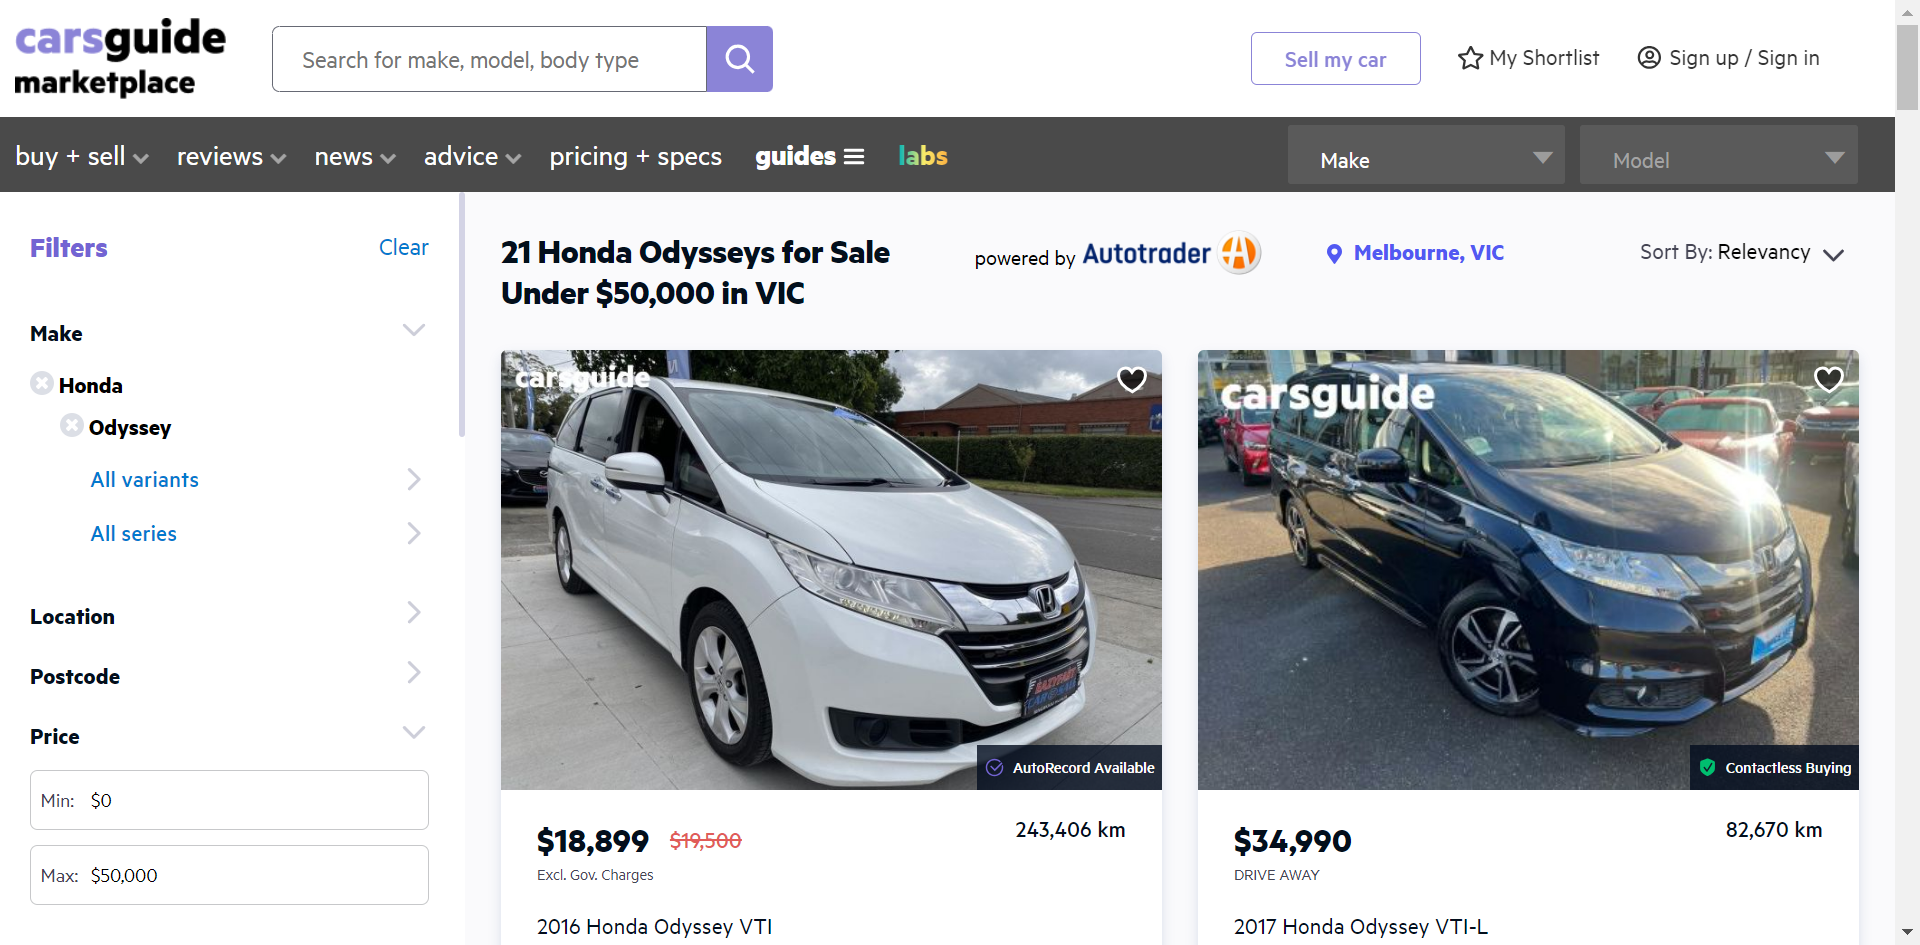 carsguide
marketplace
Search for make, model, body type
Sell my car
My Shortlist
Sign up / Sign in
buy + sell
reviews
news
advice
pricing + specs
guides
labs
Make
Model
Filters
Clear
Make
Honda
Odyssey
All variants
All series
Location
Postcode
Price
Min: $0
Max: $50,000
21 Honda Odysseys for Sale
Under $50,000 in VIC
powered by Autotrader
Melbourne, VIC
Sort By: Relevancy
carsguide
AutoRecord Available
$18,899 $19,500
243,406 km
Excl. Gov. Charges
2016 Honda Odyssey VTI
carsguide
Contactless Buying
$34,990
82,670 km
DRIVE AWAY
2017 Honda Odyssey VTI-L